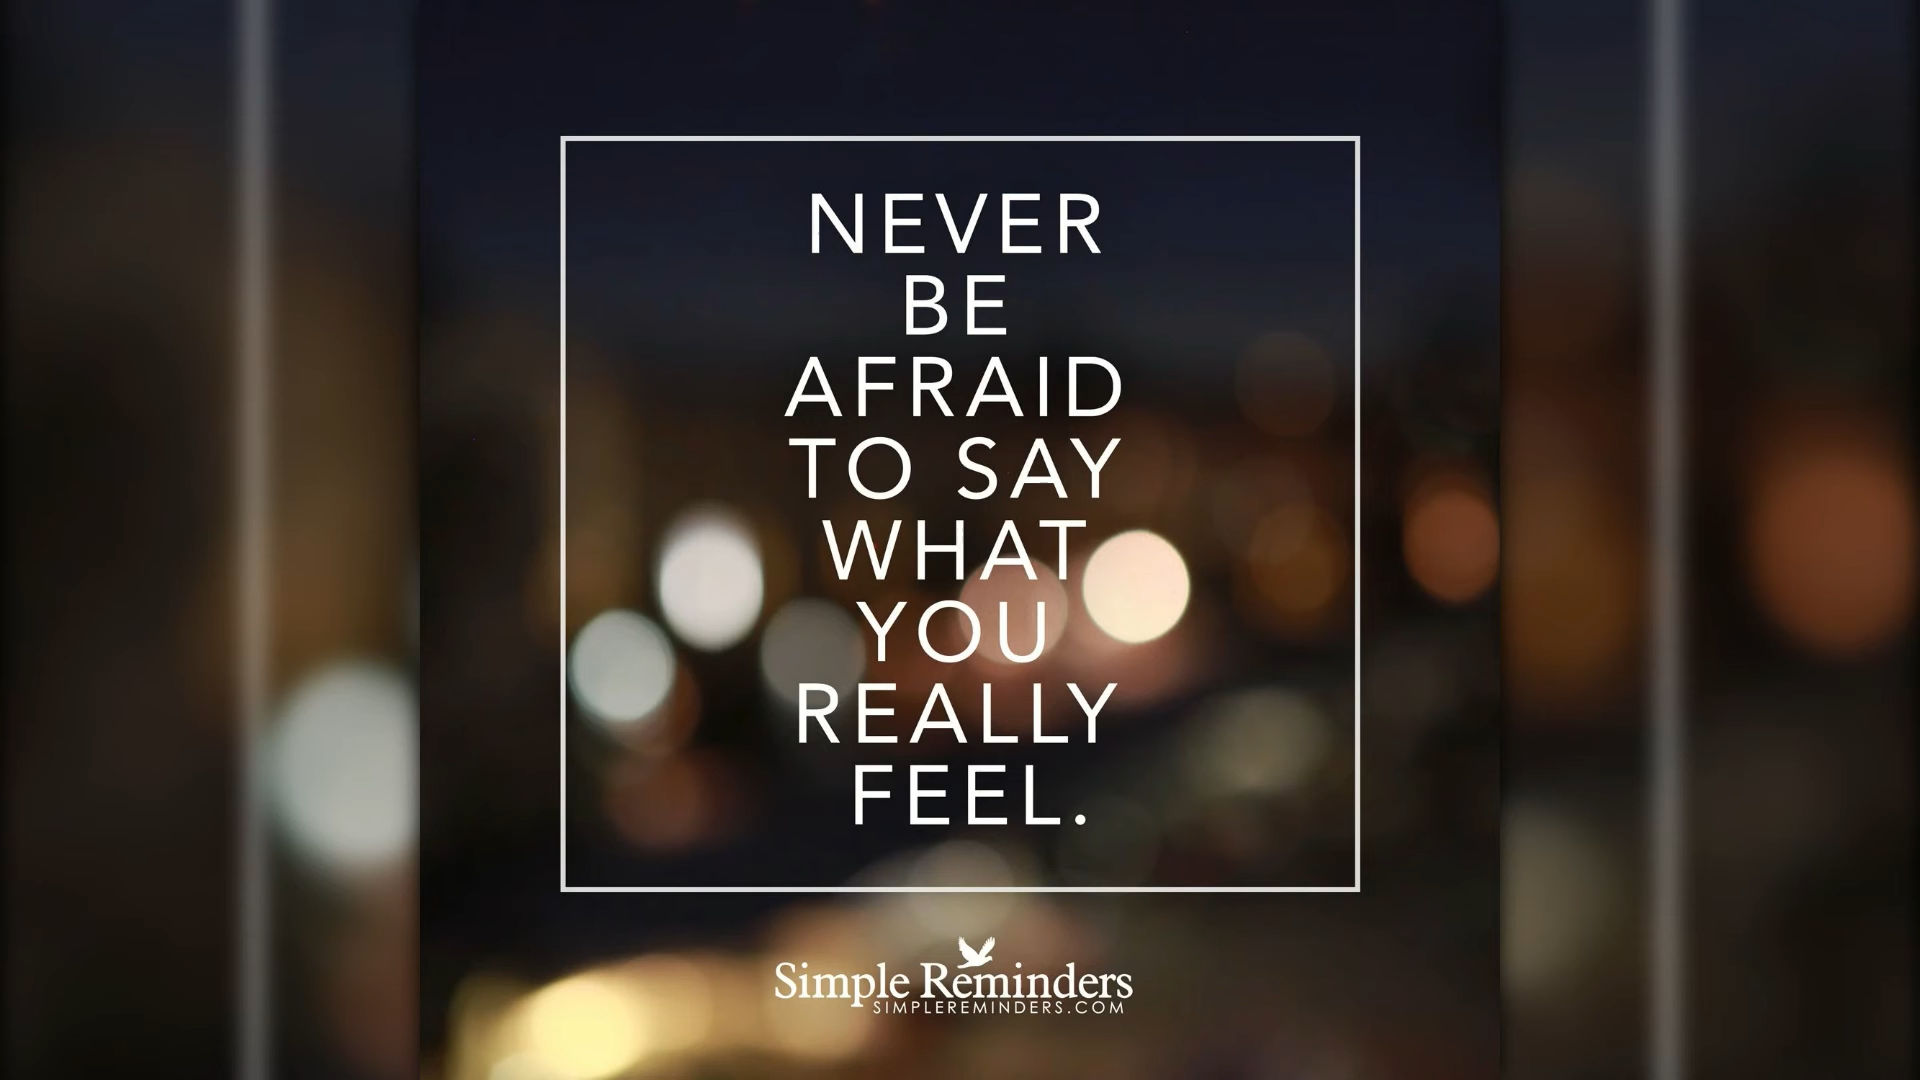 NEVER
BE
AFRAID
TO SAY
WHAT
YOU
REALLY
FEEL.
Simple Reminders
SIMPLEREMINDERS.COM